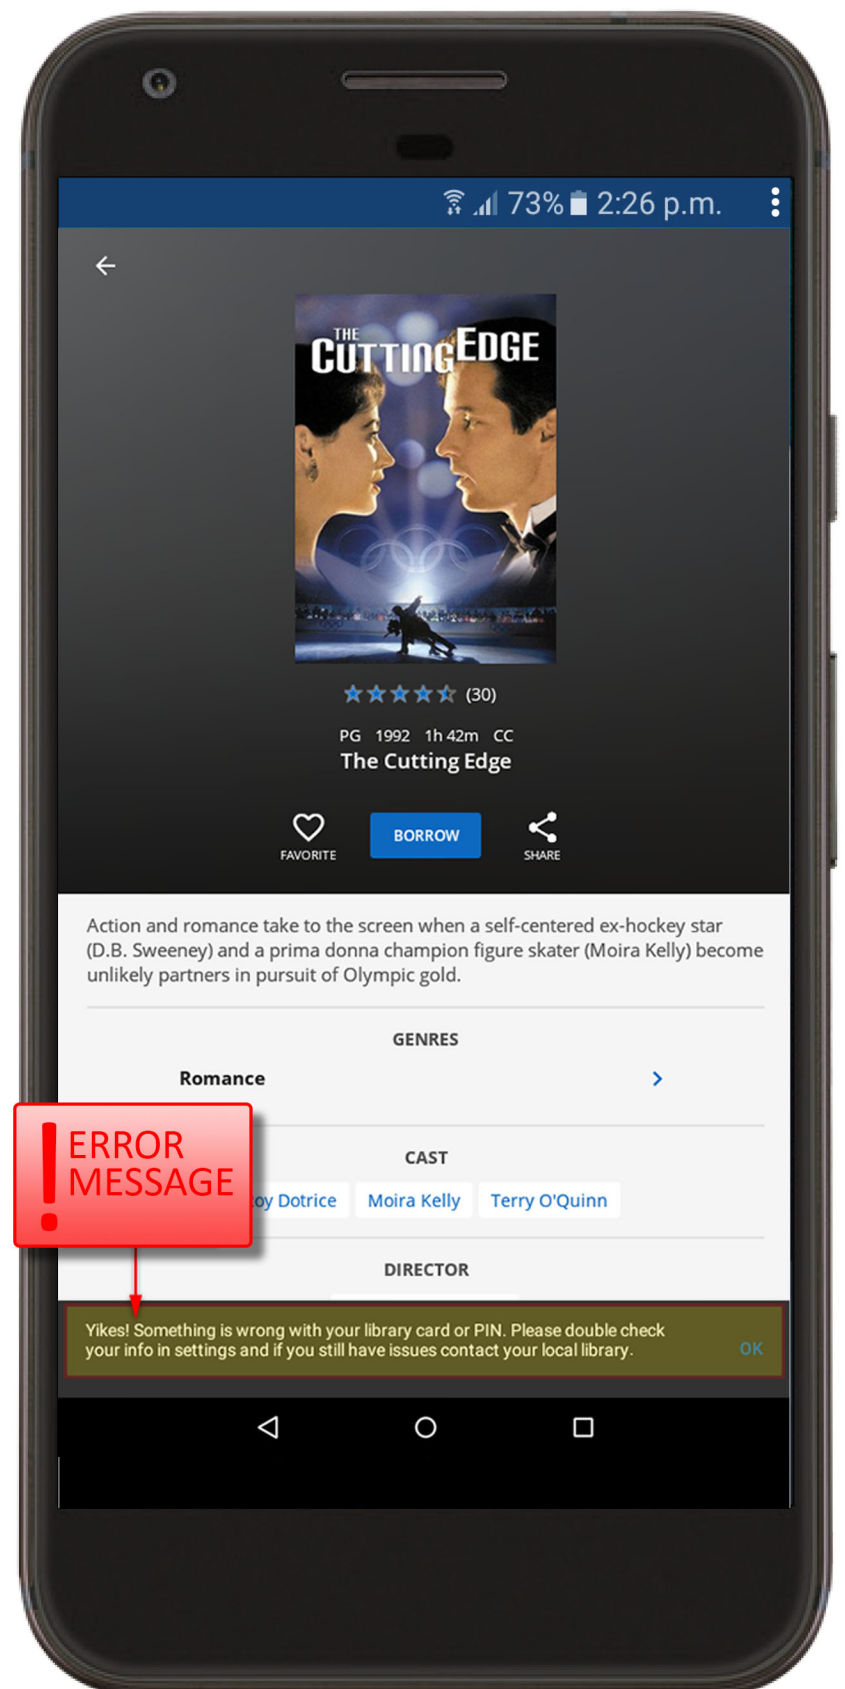 73% 2:26 p.m.
THE
CUTTING EDGE
(30)
PG 1992 1h 42m CC
The Cutting Edge
BORROW
FAVORITE
SHARE
Action and romance take to the screen when a self-centered ex-hockey star
(D.B. Sweeney) and a prima donna champion figure skater (Moira Kelly) become
unlikely partners in pursuit of Olympic gold.
GENRES
Romance
! ERROR
MESSAGE
CAST
oy Dotrice Moira Kelly Terry O'Quinn
DIRECTOR
Yikes! Something is wrong with your library card or PIN. Please double check
your info in settings and if you still have issues contact your local library.
OK